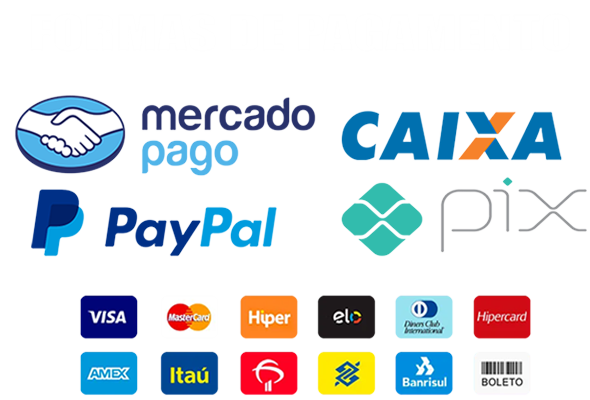 mercado
pago
CAIXA
PayPal
pix
VISA
MasterCard
Hiper
elo
Diners Club
International
Hipercard
AMEX
Itaú
Banrisul
BOLETO